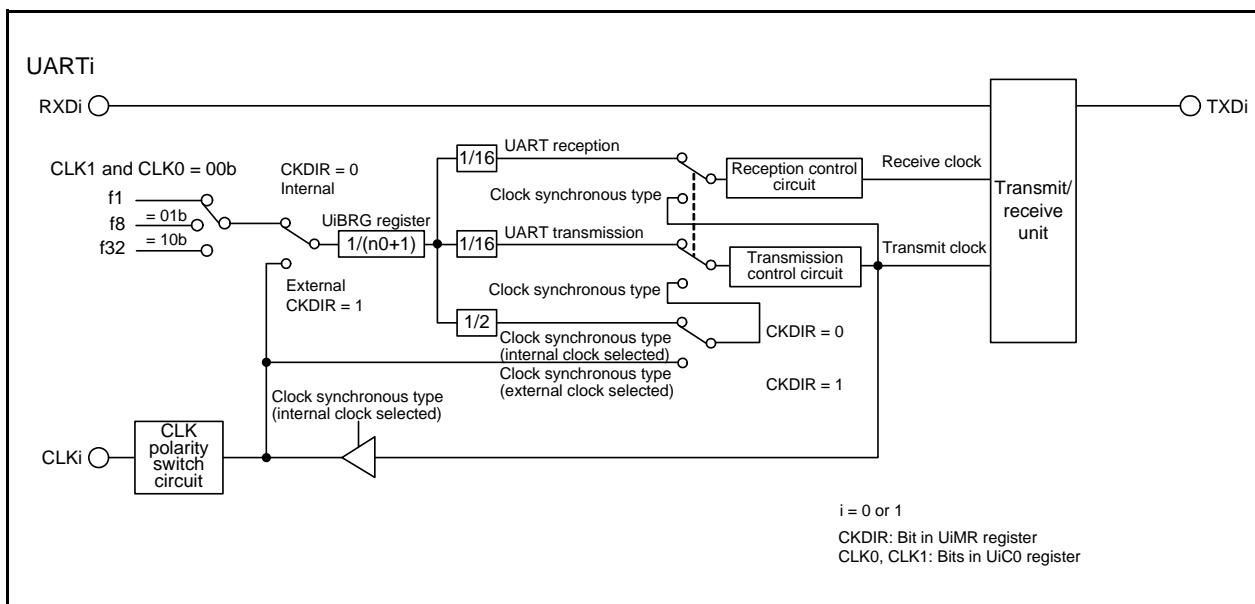 UARTi
RXDi
TXDi
CLK1 and CLK0 = 00b
f1
f8
= 01b
f32
= 10b
CKDIR = 0
Internal
External
CKDIR = 1
UiBRG register
1/(n0+1)
1/16
UART reception
Clock synchronous type
1/16
UART transmission
Clock synchronous type
1/2
Clock synchronous type
(internal clock selected)
Clock synchronous type
(external clock selected)
CKDIR = 0
CKDIR = 1
Reception control
circuit
Receive clock
Transmission
control circuit
Transmit clock
Transmit/
receive
unit
Clock synchronous type
(internal clock selected)
CLKi
CLK
polarity
switch
circuit
i = 0 or 1
CKDIR: Bit in UiMR register
CLK0, CLK1: Bits in UiC0 register